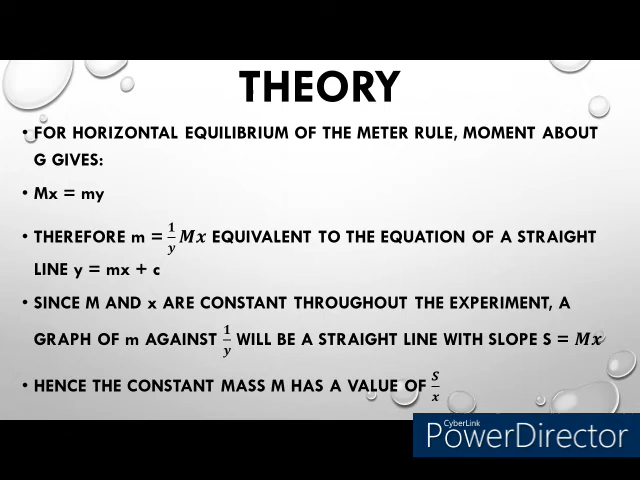 THEORY
• FOR HORIZONTAL EQUILIBRIUM OF THE METER RULE, MOMENT ABOUT
G GIVES:
• Mx = my
• THEREFORE m = 1/y Mx EQUIVALENT TO THE EQUATION OF A STRAIGHT
LINE y = mx + c
• SINCE M AND x ARE CONSTANT THROUGHOUT THE EXPERIMENT, A
GRAPH OF m AGAINST 1/y WILL BE A STRAIGHT LINE WITH SLOPE S = Mx
• HENCE THE CONSTANT MASS M HAS A VALUE OF S/x
CyberLink
PowerDirector